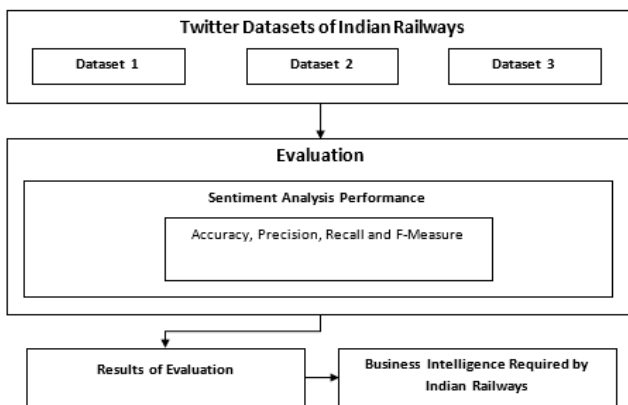 Twitter Datasets of Indian Railways
Dataset 1
Dataset 2
Dataset 3
Evaluation
Sentiment Analysis Performance
Accuracy, Precision, Recall and F-Measure
Results of Evaluation
Business Intelligence Required by
Indian Railways